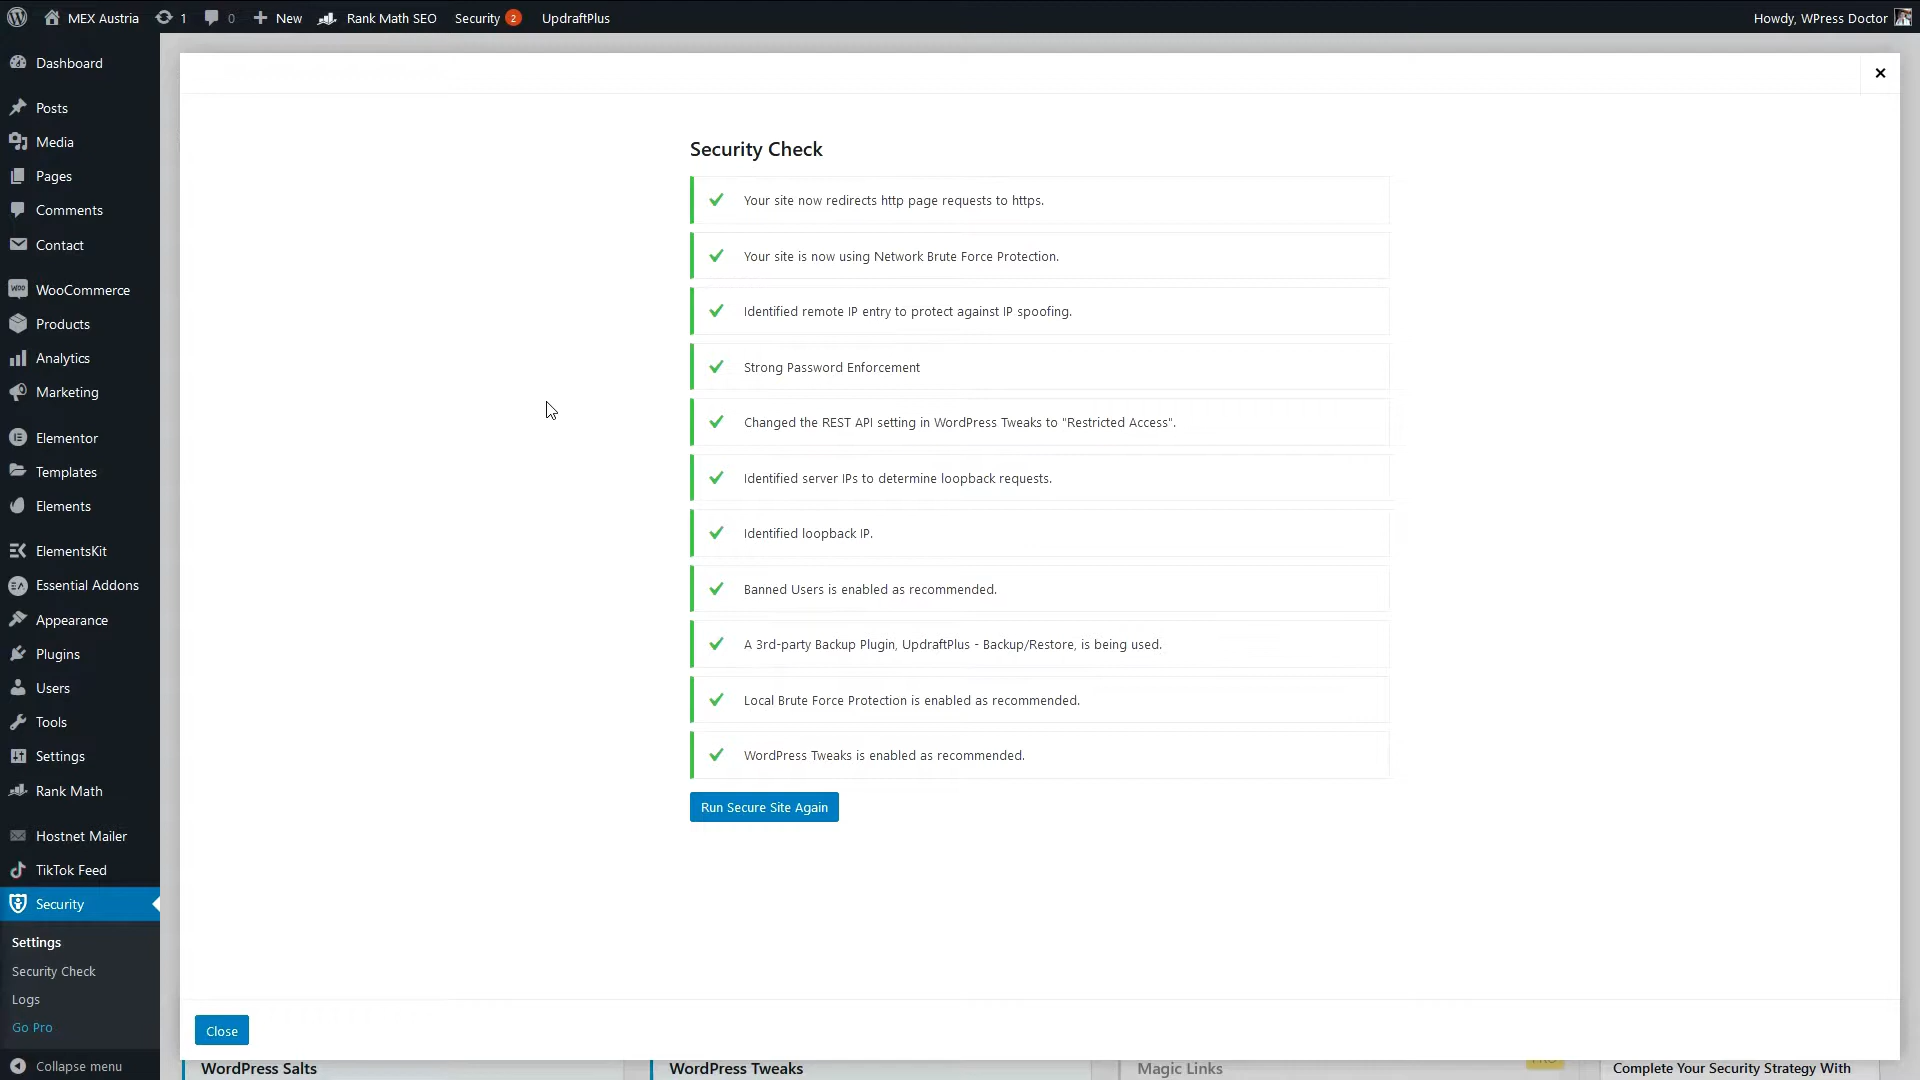 MEX Austria
1
0
New
Rank Math SEO
Security
2
UpdraftPlus
Howdy, WPress Doctor
Dashboard
Posts
Media
Pages
Comments
Contact
WooCommerce
Products
Analytics
Marketing
Elementor
Templates
Elements
ElementsKit
Essential Addons
Appearance
Plugins
Users
Tools
Settings
Rank Math
Hostnet Mailer
TikTok Feed
Security
Settings
Security Check
Logs
Go Pro
Collapse menu
Security Check
Your site now redirects http page requests to https.
Your site is now using Network Brute Force Protection.
Identified remote IP entry to protect against IP spoofing.
Strong Password Enforcement
Changed the REST API setting in WordPress Tweaks to "Restricted Access".
Identified server IPs to determine loopback requests.
Identified loopback IP.
Banned Users is enabled as recommended.
A 3rd-party Backup Plugin, UpdraftPlus - Backup/Restore, is being used.
Local Brute Force Protection is enabled as recommended.
WordPress Tweaks is enabled as recommended.
Run Secure Site Again
Close
WordPress Salts
WordPress Tweaks
Magic Links
Complete Your Security Strategy With